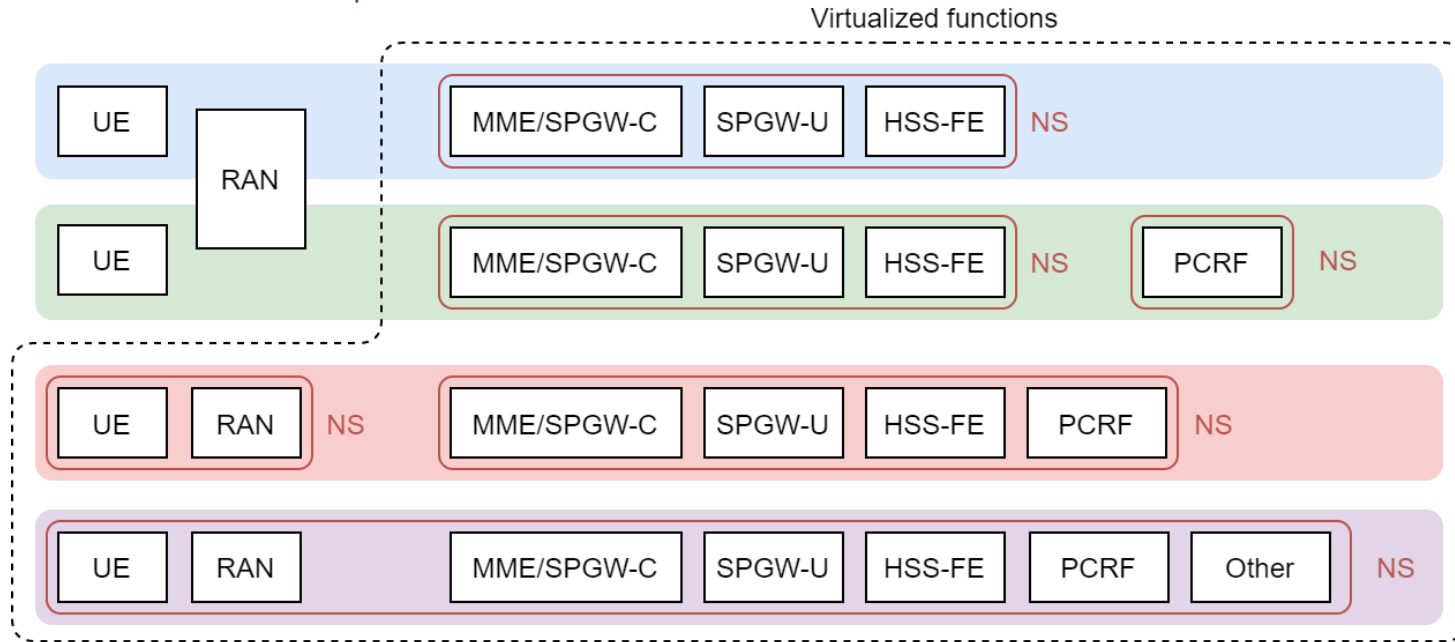 Virtualized functions
UE
RAN
MME/SPGW-C
SPGW-U
HSS-FE
NS
UE
MME/SPGW-C
SPGW-U
HSS-FE
NS
PCRF
NS
UE
RAN
NS
MME/SPGW-C
SPGW-U
HSS-FE
PCRF
NS
UE
RAN
MME/SPGW-C
SPGW-U
HSS-FE
PCRF
Other
NS